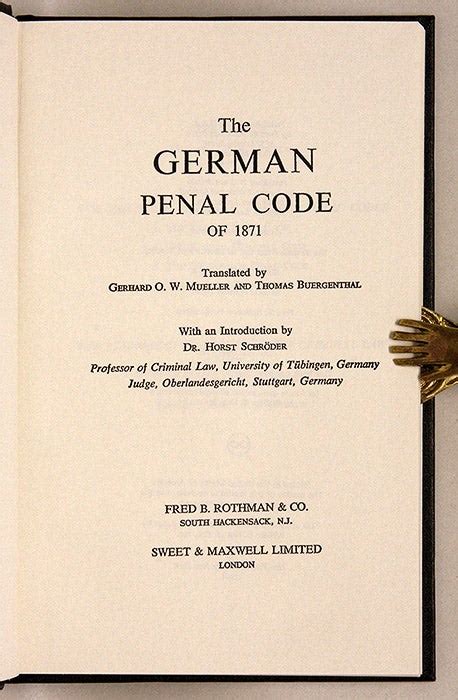 The
GERMAN
PENAL CODE
OF 1871
Translated by
GERHARD O. W. MUELLER AND THOMAS BUERGENTHAL
With an Introduction by
DR. HORST SCHRÖDER
Professor of Criminal Law, University of Tübingen, Germany
Judge, Oberlandesgericht, Stuttgart, Germany
FRED B. ROTHMAN & CO.
SOUTH HACKENSACK, N.J.
SWEET & MAXWELL LIMITED
LONDON